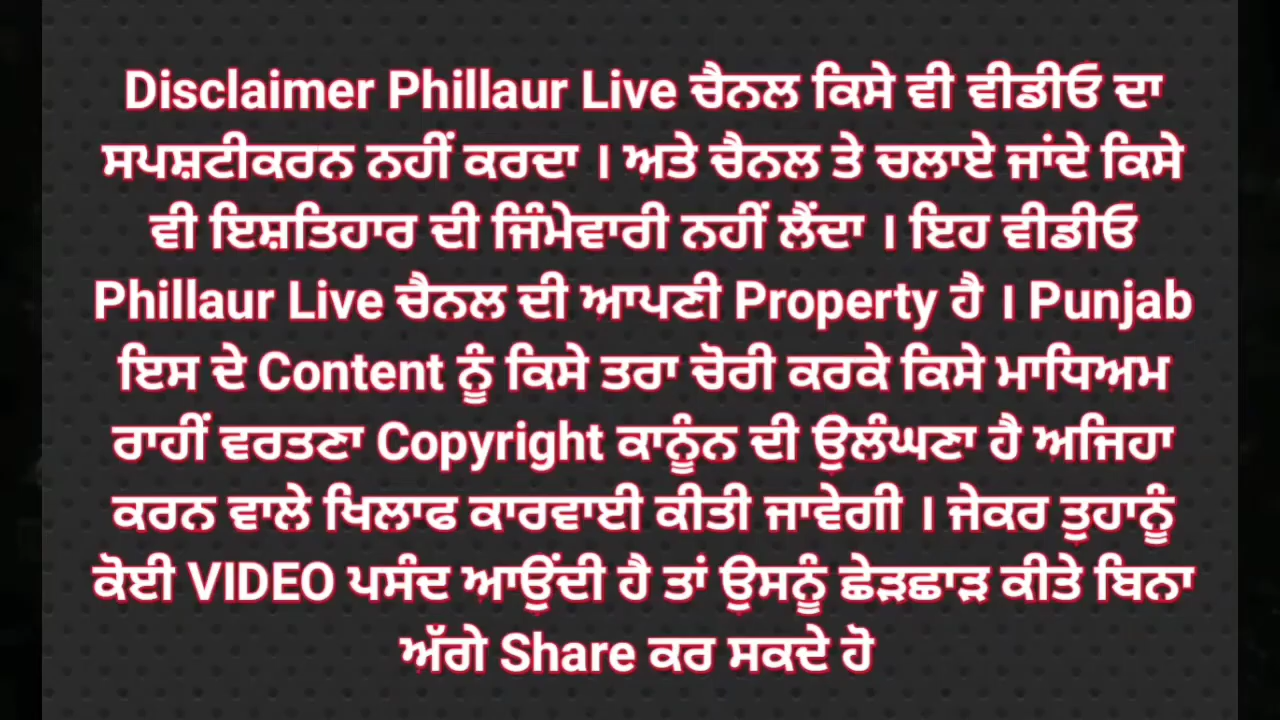 Disclaimer Phillaur Live ਚੈਨਲ ਕਿਸੇ ਵੀ ਵੀਡੀਓ ਦਾ
ਸਪਸ਼ਟੀਕਰਨ ਨਹੀਂ ਕਰਦਾ । ਅਤੇ ਚੈਨਲ ਤੇ ਚਲਾਏ ਜਾਂਦੇ ਕਿਸੇ
ਵੀ ਇਸ਼ਤਿਹਾਰ ਦੀ ਜਿੰਮੇਵਾਰੀ ਨਹੀਂ ਲੈਂਦਾ । ਇਹ ਵੀਡੀਓ
Phillaur Live ਚੈਨਲ ਦੀ ਆਪਣੀ Property ਹੈ । Punjab
ਇਸ ਦੇ Content ਨੂੰ ਕਿਸੇ ਤਰਾ ਚੋਰੀ ਕਰਕੇ ਕਿਸੇ ਮਾਧਿਅਮ
ਰਾਹੀਂ ਵਰਤਣਾ Copyright ਕਾਨੂੰਨ ਦੀ ਉਲੰਘਣਾ ਹੈ ਅਜਿਹਾ
ਕਰਨ ਵਾਲੇ ਖਿਲਾਫ ਕਾਰਵਾਈ ਕੀਤੀ ਜਾਵੇਗੀ । ਜੇਕਰ ਤੁਹਾਨੂੰ
ਕੋਈ VIDEO ਪਸੰਦ ਆਉਂਦੀ ਹੈ ਤਾਂ ਉਸਨੂੰ ਛੇੜਛਾੜ ਕੀਤੇ ਬਿਨਾ
ਅੱਗੇ Share ਕਰ ਸਕਦੇ ਹੋ